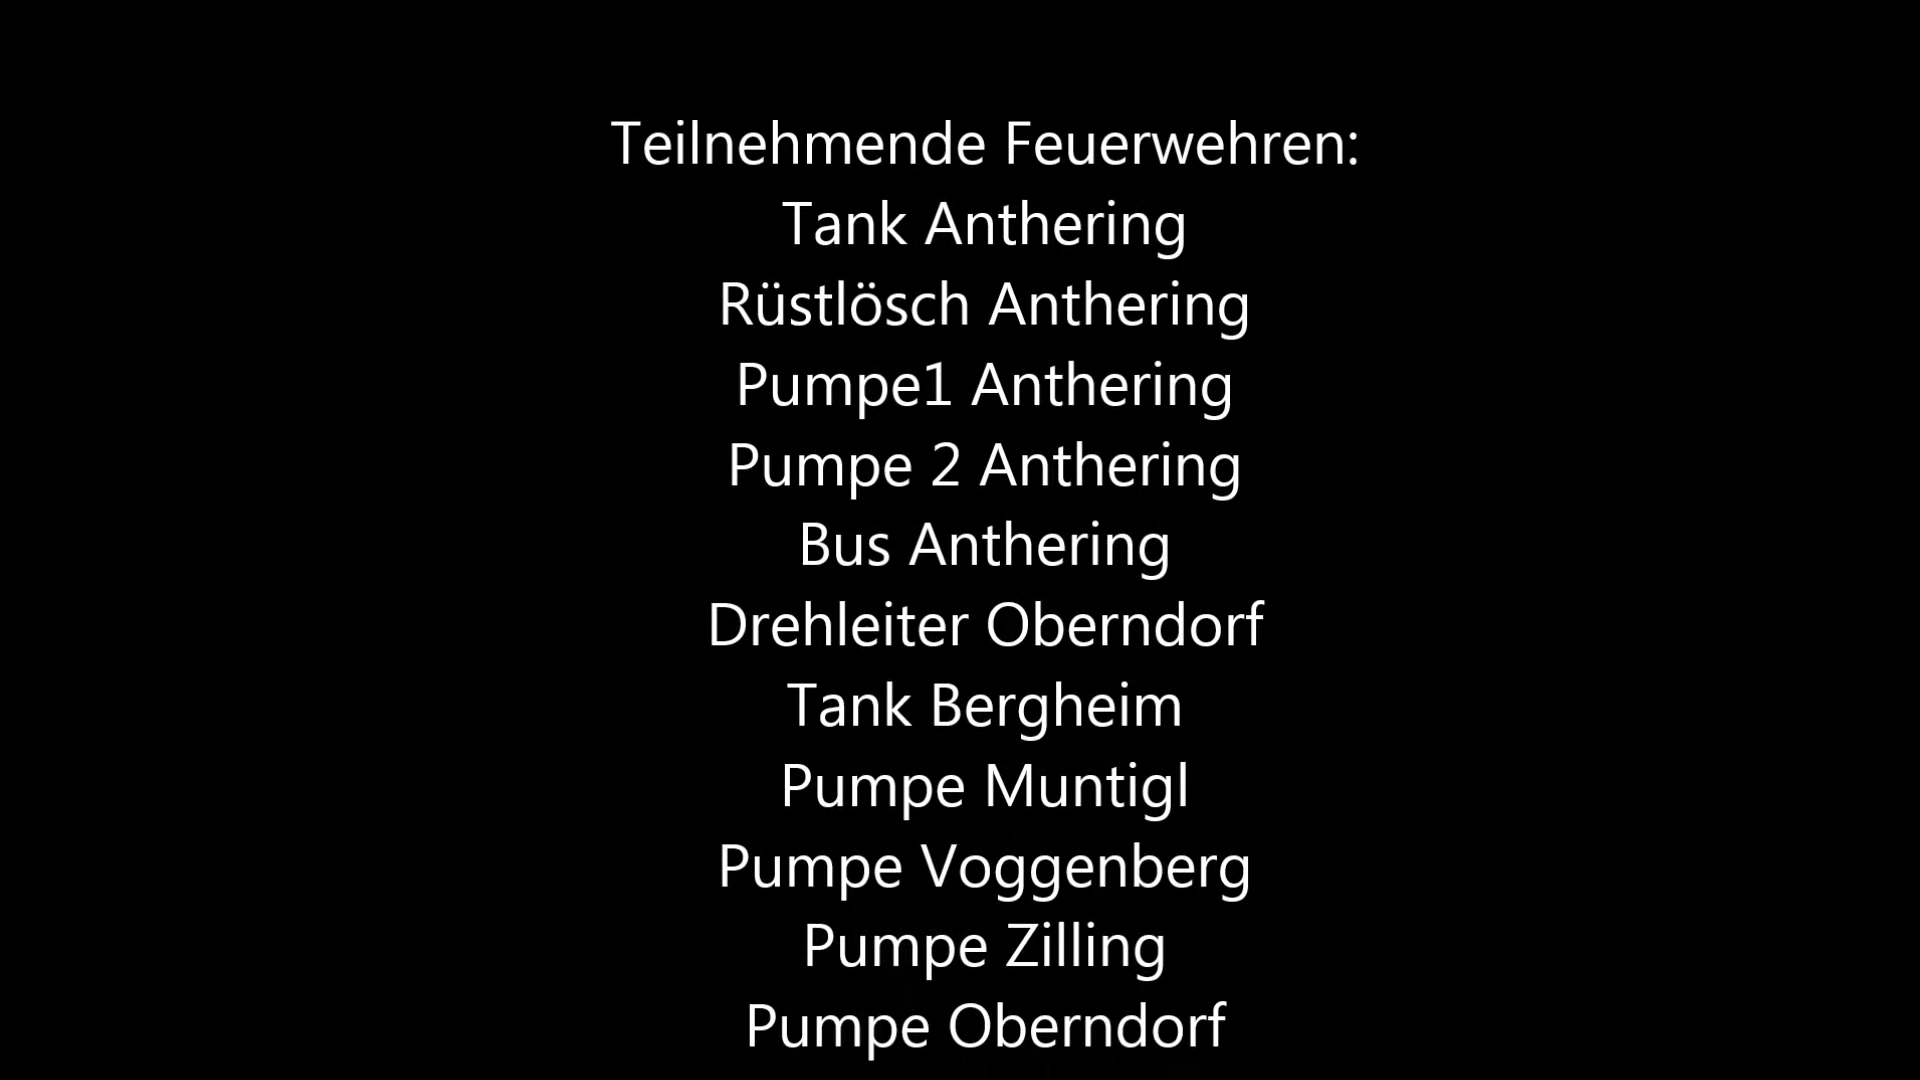 Teilnehmende Feuerwehren:
Tank Anthering
Rüstlösch Anthering
Pumpe1 Anthering
Pumpe 2 Anthering
Bus Anthering
Drehleiter Oberndorf
Tank Bergheim
Pumpe Muntigl
Pumpe Voggenberg
Pumpe Zilling
Pumpe Oberndorf